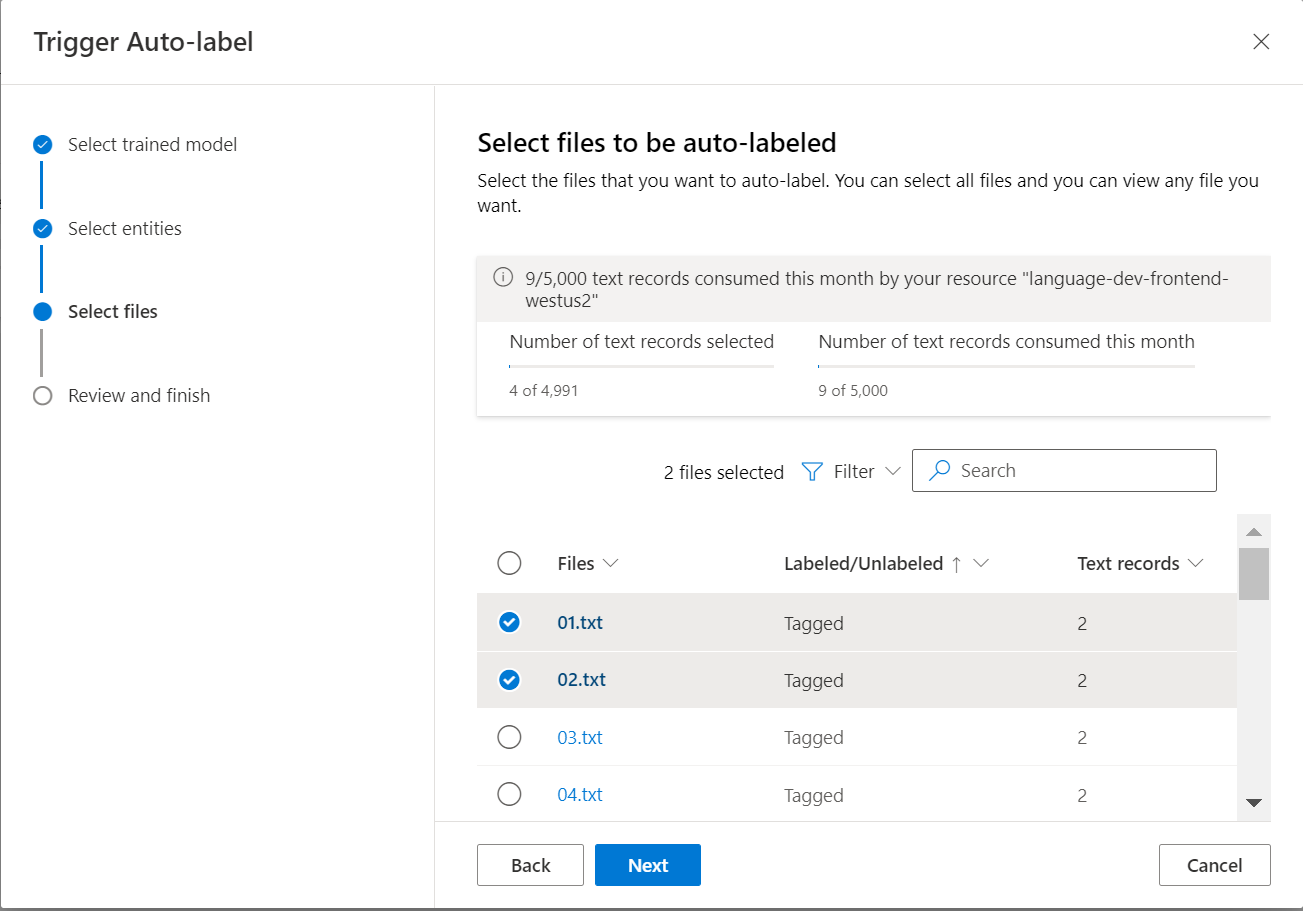 Trigger Auto-label
Select trained model
Select entities
Select files
Review and finish
Select files to be auto-labeled
Select the files that you want to auto-label. You can select all files and you can view any file you
want.
9/5,000 text records consumed this month by your resource "language-dev-frontend-
westus2"
Number of text records selected
4 of 4,991
Number of text records consumed this month
9 of 5,000
2 files selected
Filter
Search
Files Labeled/Unlabeled ↑ Text records
01.txt Tagged 2
02.txt Tagged 2
03.txt Tagged 2
04.txt Tagged 2
Back
Next
Cancel